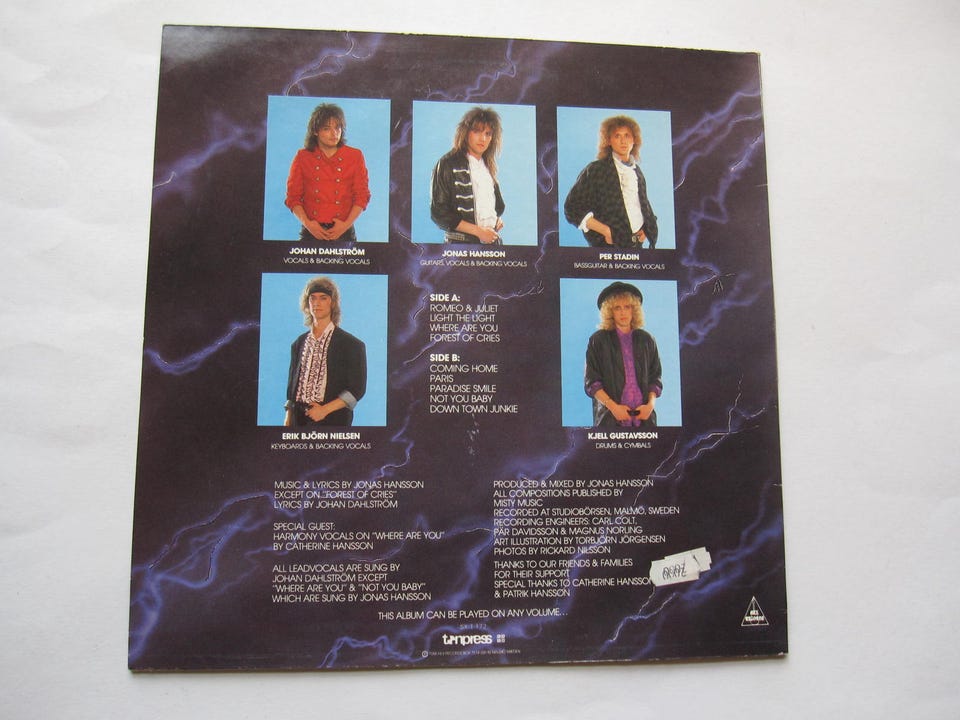 JOHAN DAHLSTRÖM
VOCALS & BACKING VOCALS
JONAS HANSSON
GUITARS, VOCALS & BACKING VOCALS
PER STADIN
BASSGUITAR & BACKING VOCALS
ERIK BJÖRN NIELSEN
KEYBOARDS & BACKING VOCALS
SIDE A:
ROMEO & JULIET
LIGHT THE LIGHT
WHERE ARE YOU
FOREST OF CRIES
SIDE B:
COMING HOME
PARIS
PARADISE SMILE
NOT YOU BABY
DOWN TOWN JUNKIE
KJELL GUSTAVSSON
DRUMS & CYMBALS
MUSIC & LYRICS BY JONAS HANSSON
EXCEPT ON "FOREST OF CRIES"
LYRICS BY JOHAN DAHLSTRÖM
SPECIAL GUEST:
HARMONY VOCALS ON "WHERE ARE YOU"
BY CATHERINE HANSSON
ALL LEADVOCALS ARE SUNG BY
JOHAN DAHLSTRÖM EXCEPT
"WHERE ARE YOU" & "NOT YOU BABY"
WHICH ARE SUNG BY JONAS HANSSON
PRODUCED & MIXED BY JONAS HANSSON
ALL COMPOSITIONS PUBLISHED BY
MISTY MUSIC
RECORDED AT STUDIOBÖRSEN, MALMÖ, SWEDEN
RECORDING ENGINEERS: CARL COLT,
PÄR DAVIDSSON & MAGNUS NORLING
ART ILLUSTRATION BY TORBJÖRN JÖRGENSEN
PHOTOS BY RICKARD NILSSON
THANKS TO OUR FRIENDS & FAMILIES
FOR THEIR SUPPORT
SPECIAL THANKS TO CATHERINE HANSSON
& PATRIK HANSSON
THIS ALBUM CAN BE PLAYED ON ANY VOLUME...
SX-T 172
tonpress